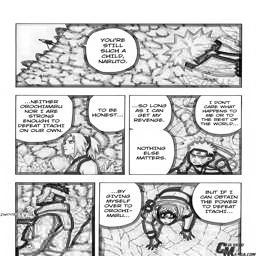 YOU'RE
STILL
SUCH
A CHILD,
NARUTO.
I DON'T
CARE WHAT
HAPPENS
TO ME OR TO
THE REST OF
THE WORLD...
...SO LONG
AS I CAN
GET MY
REVENGE.
NOTHING
ELSE
MATTERS.
TO BE
HONEST...
...NEITHER
OROCHIMARU
NOR I ARE
STRONG
ENOUGH TO
DEFEAT ITACHI
ON OUR OWN.
BUT IF I
CAN OBTAIN
THE POWER
TO DEFEAT
ITACHI...
...BY
GIVING
MYSELF
OVER TO
OROCHI-
MARU...